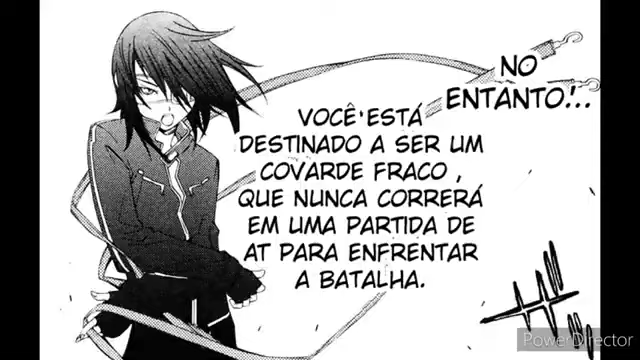 NO
ENTANTO!..
VOCÊ ESTÁ
DESTINADO A SER UM
COVARDE FRACO ,
QUE NUNCA CORRERÁ
EM UMA PARTIDA DE
AT PARA ENFRENTAR
A BATALHA.
PowerDirector